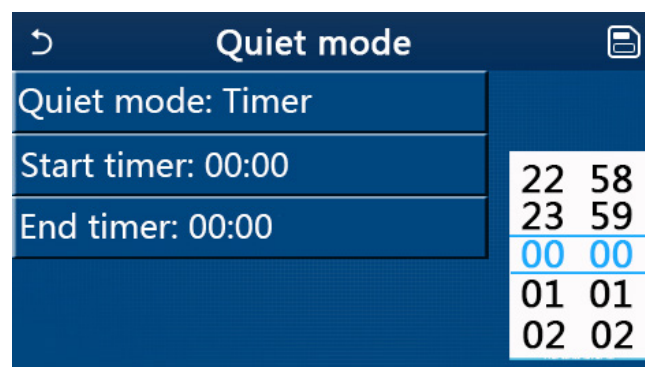 Quiet mode
Quiet mode: Timer
Start timer: 00:00
End timer: 00:00
22 58
23 59
00 00
01 01
02 02